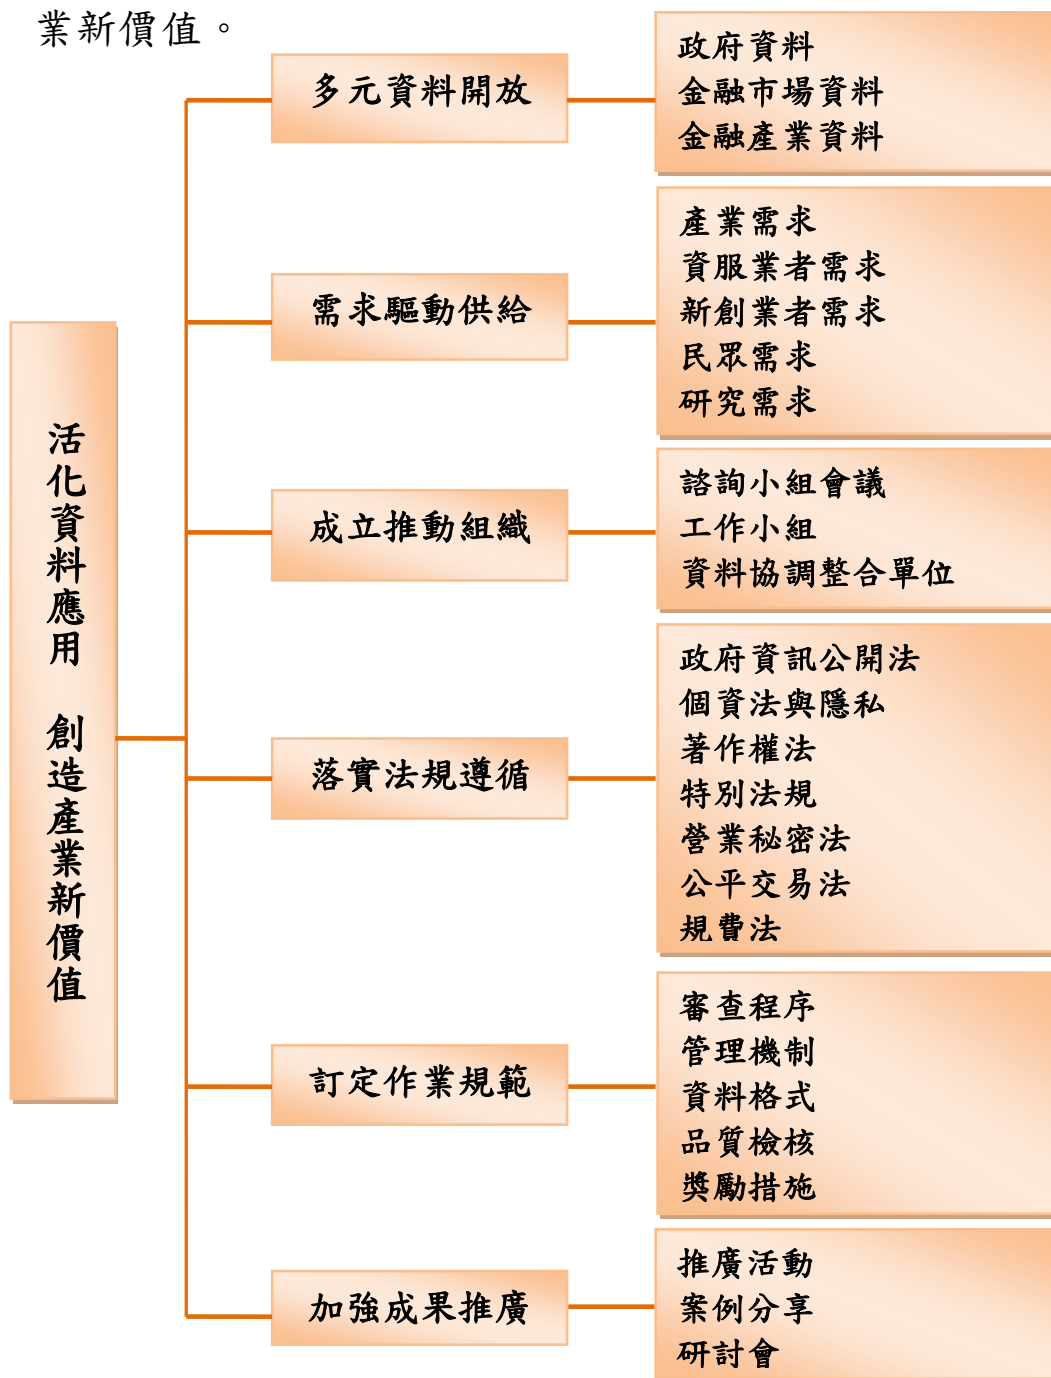 業新價值。
活化資料應用　創造產業新價值
多元資料開放
政府資料
金融市場資料
金融產業資料
需求驅動供給
產業需求
資服業者需求
新創業者需求
民眾需求
研究需求
成立推動組織
諮詢小組會議
工作小組
資料協調整合單位
落實法規遵循
政府資訊公開法
個資法與隱私
著作權法
特別法規
營業秘密法
公平交易法
規費法
訂定作業規範
審查程序
管理機制
資料格式
品質檢核
獎勵措施
加強成果推廣
推廣活動
案例分享
研討會